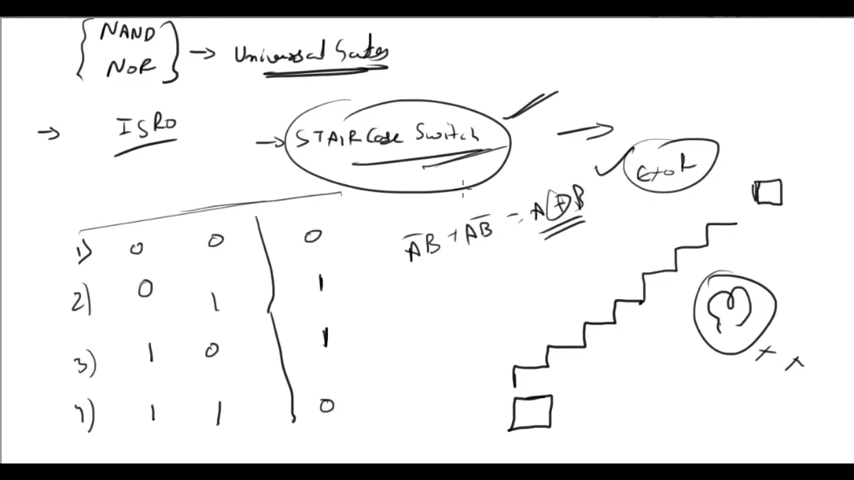 NAND
NOR → Universal Gates
→ ISRO → STAIRCase Switch →
ExoR
1) 0 0 0
A̅B + AB̅ = A⊕B
2) 0 1 1
3) 1 0 1
4) 1 1 0